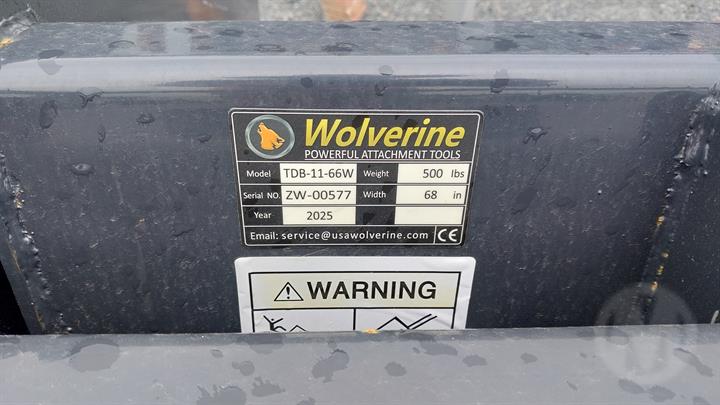 Wolverine
POWERFUL ATTACHMENT TOOLS
Model TDB-11-66W Weight 500 lbs
Serial NO. ZW-00577 Width 68 in
Year 2025
Email: service@usawolverine.com CE
WARNING